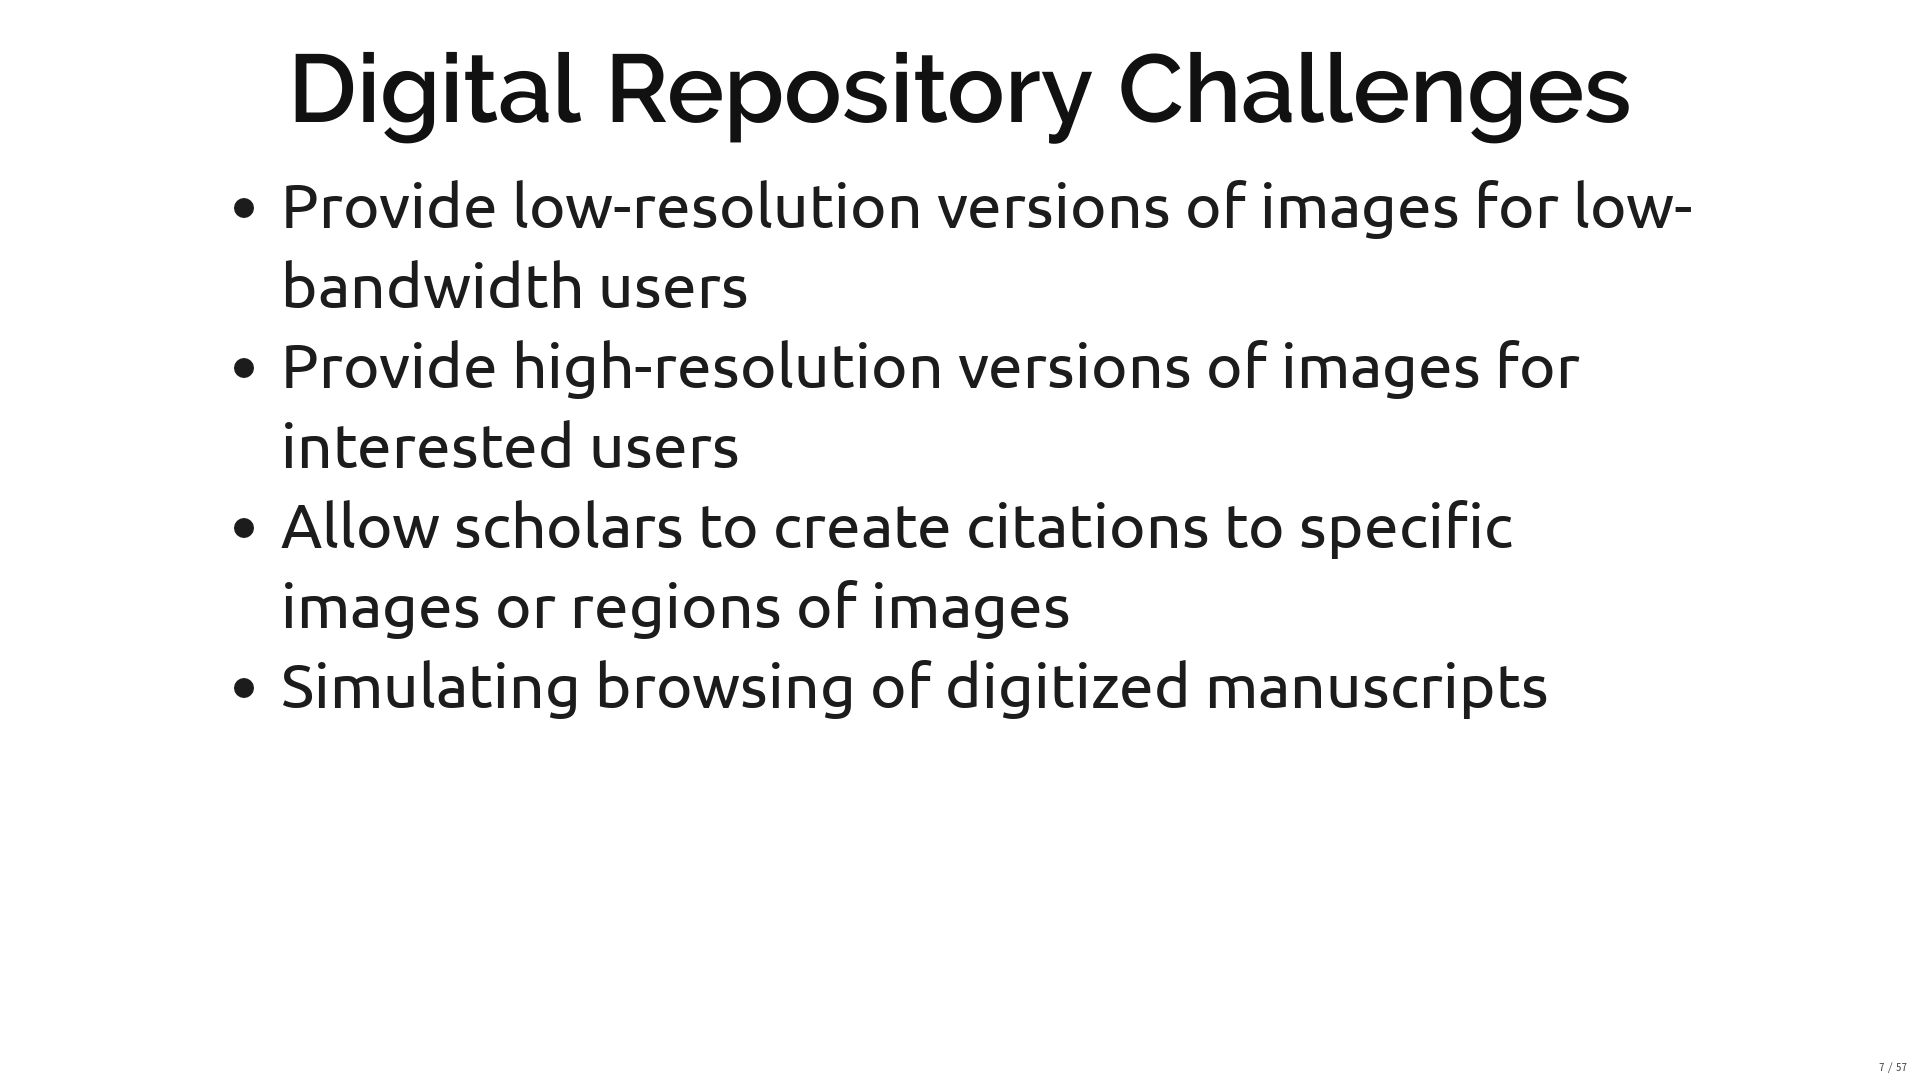 Digital Repository Challenges
• Provide low-resolution versions of images for low-
bandwidth users
• Provide high-resolution versions of images for
interested users
• Allow scholars to create citations to specific
images or regions of images
• Simulating browsing of digitized manuscripts
7 / 57